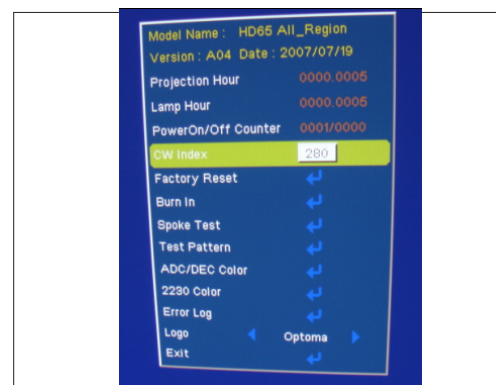 Model Name : HD65 All_Region
Version : A04 Date : 2007/07/19
Projection Hour 0000.0005
Lamp Hour 0000.0005
PowerOn/Off Counter 0001/0000
CW Index 280
Factory Reset
Burn In
Spoke Test
Test Pattern
ADC/DEC Color
2230 Color
Error Log
Logo Optoma
Exit